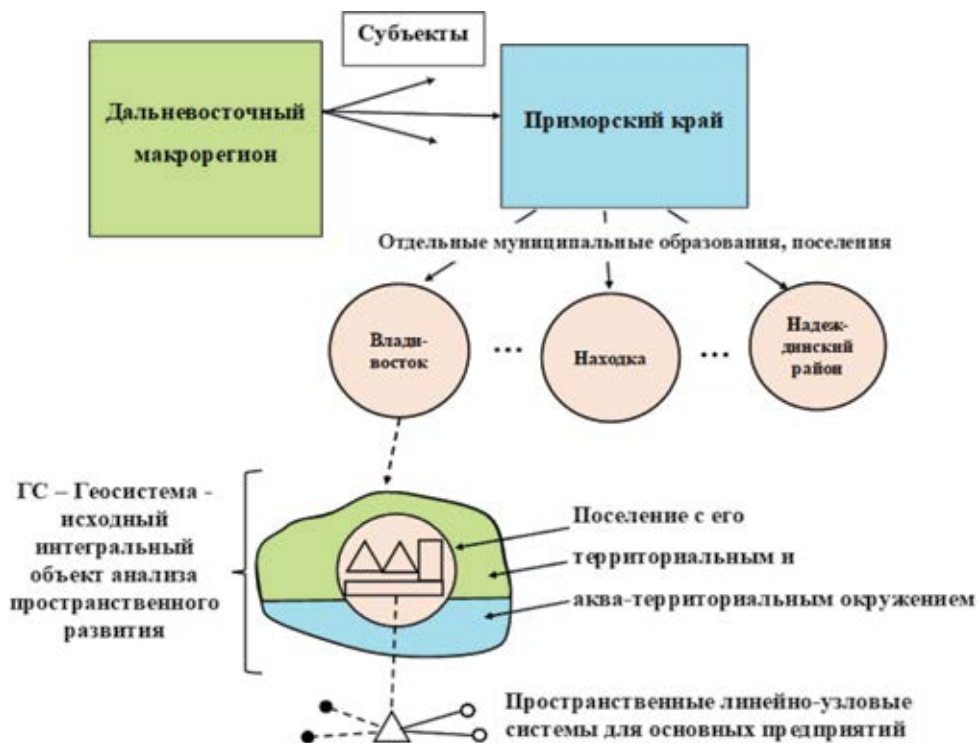 Субъекты
Дальневосточный
макрорегион
Приморский край
Отдельные муниципальные образования, поселения
Влади-
восток
...
Находка
...
Надеж-
динский
район
ГС – Геосистема -
исходный
интегральный
объект анализа
пространственного
развития
Поселение с его
территориальным и
аква-территориальным окружением
Пространственные линейно-узловые
системы для основных предприятий